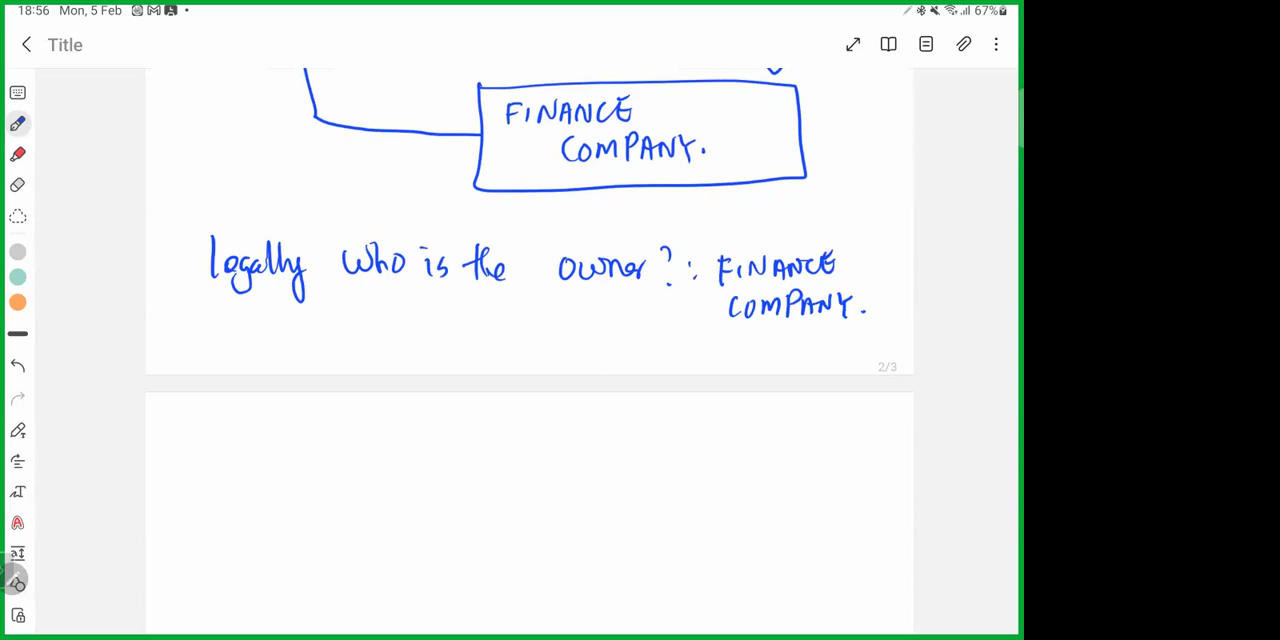 18:56 Mon, 5 Feb 67%
Title
FINANCE
COMPANY.
legally who is the owner? : FINANCE
COMPANY.
2/3